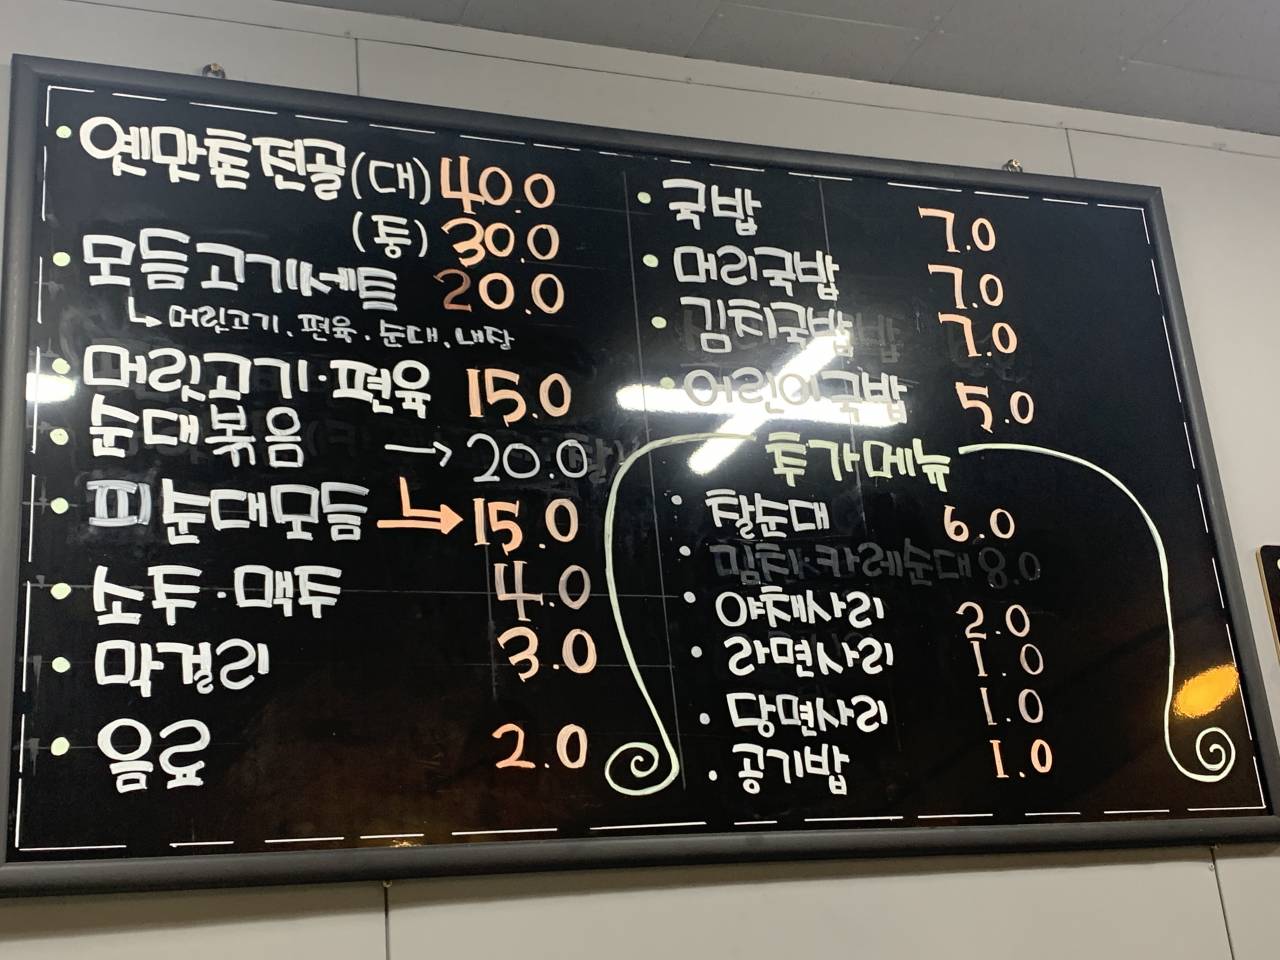 옛맛톤전골(대) 40.0
(중) 30.0
모듬고기세트 20.0
↳머릿고기.편육.순대.내장
머릿고기.편육 15.0
순대볶음 → 20.0
피순대모듬 15.0
소주.맥주 4.0
막걸리 3.0
음료 2.0
국밥 7.0
머리국밥 7.0
김치국밥 7.0
어린이국밥 5.0
추가메뉴
찰순대 6.0
김치.카레순대 8.0
야채사리 2.0
라면사리 1.0
당면사리 1.0
공기밥 1.0